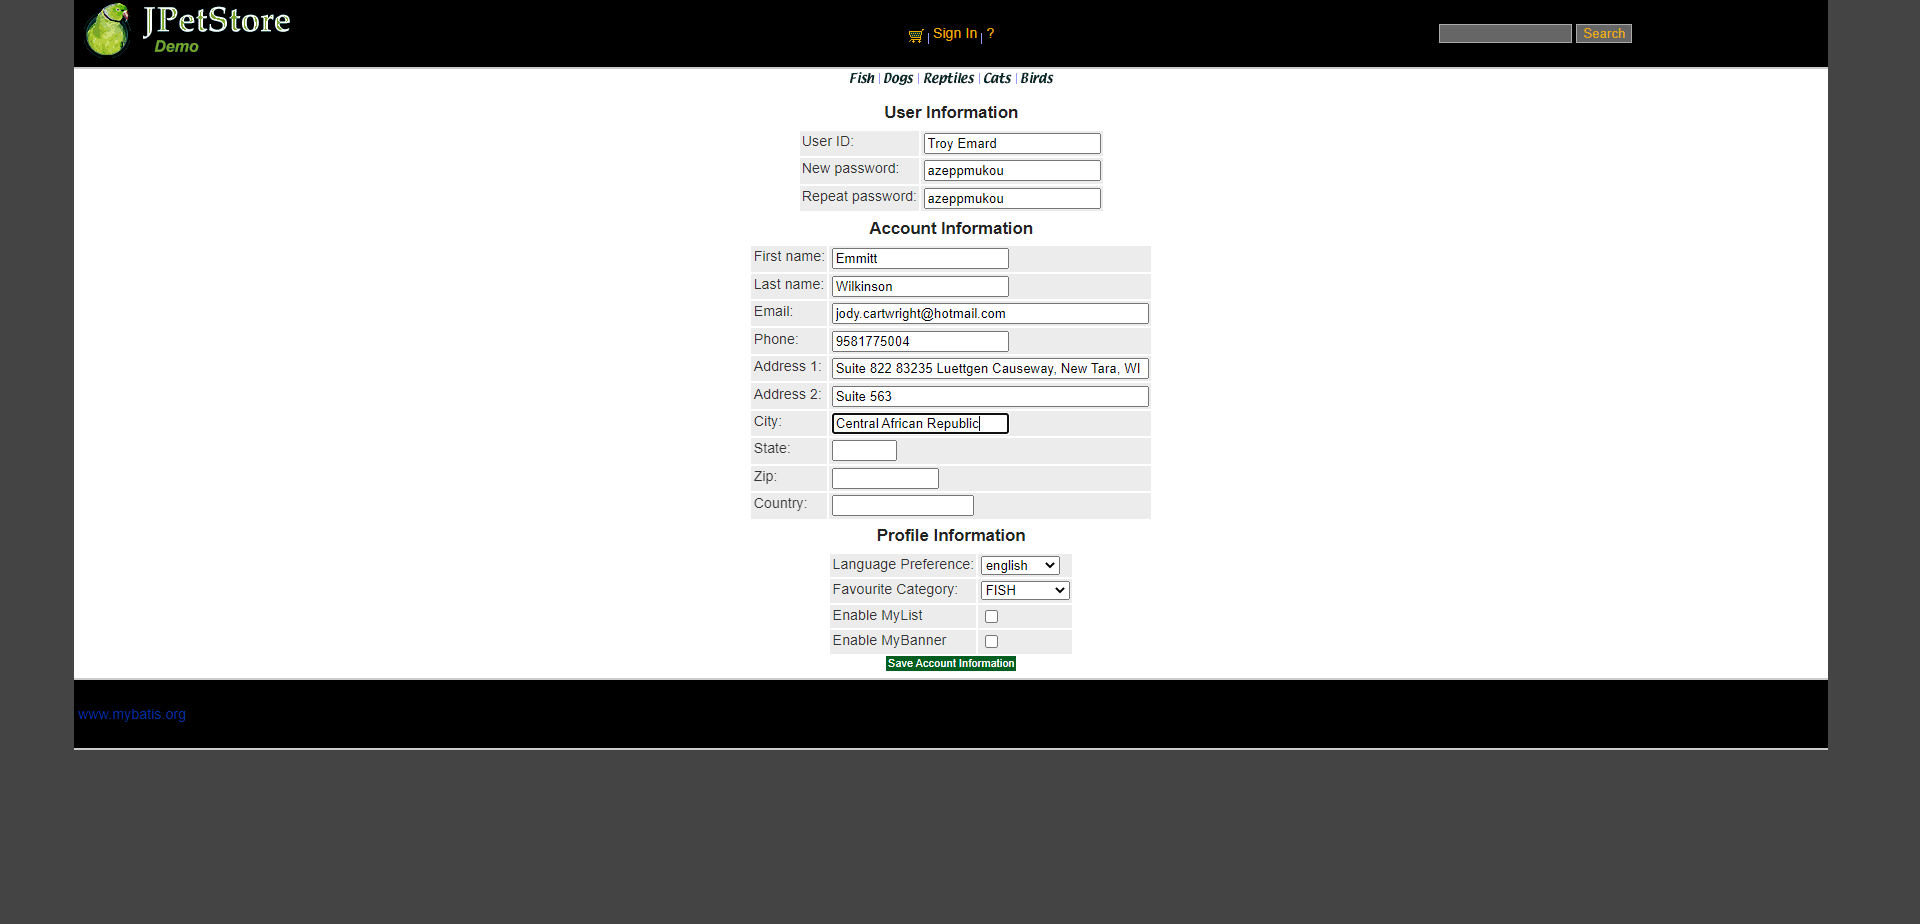 JPetStore
Demo
Sign In | ?
Search
Fish | Dogs | Reptiles | Cats | Birds
User Information
User ID: Troy Emard
New password: azeppmukou
Repeat password: azeppmukou
Account Information
First name: Emmitt
Last name: Wilkinson
Email: jody.cartwright@hotmail.com
Phone: 9581775004
Address 1: Suite 822 83235 Luettgen Causeway, New Tara, WI
Address 2: Suite 563
City: Central African Republic
State:
Zip:
Country:
Profile Information
Language Preference: english
Favourite Category: FISH
Enable MyList
Enable MyBanner
Save Account Information
www.mybatis.org